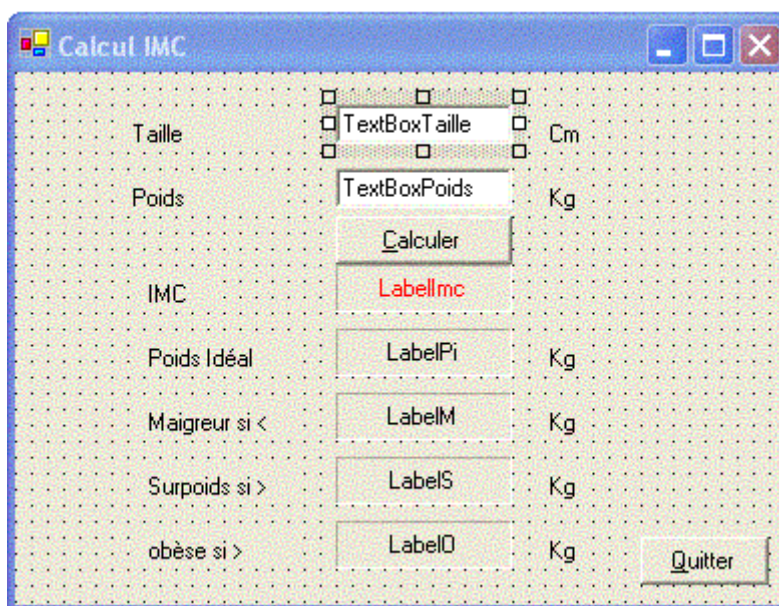 Calcul IMC
Taille TextBoxTaille Cm
Poids TextBoxPoids Kg
Calculer
IMC LabelImc
Poids Idéal LabelPi Kg
Maigreur si < LabelM Kg
Surpoids si > LabelS Kg
obèse si > LabelO Kg
Quitter